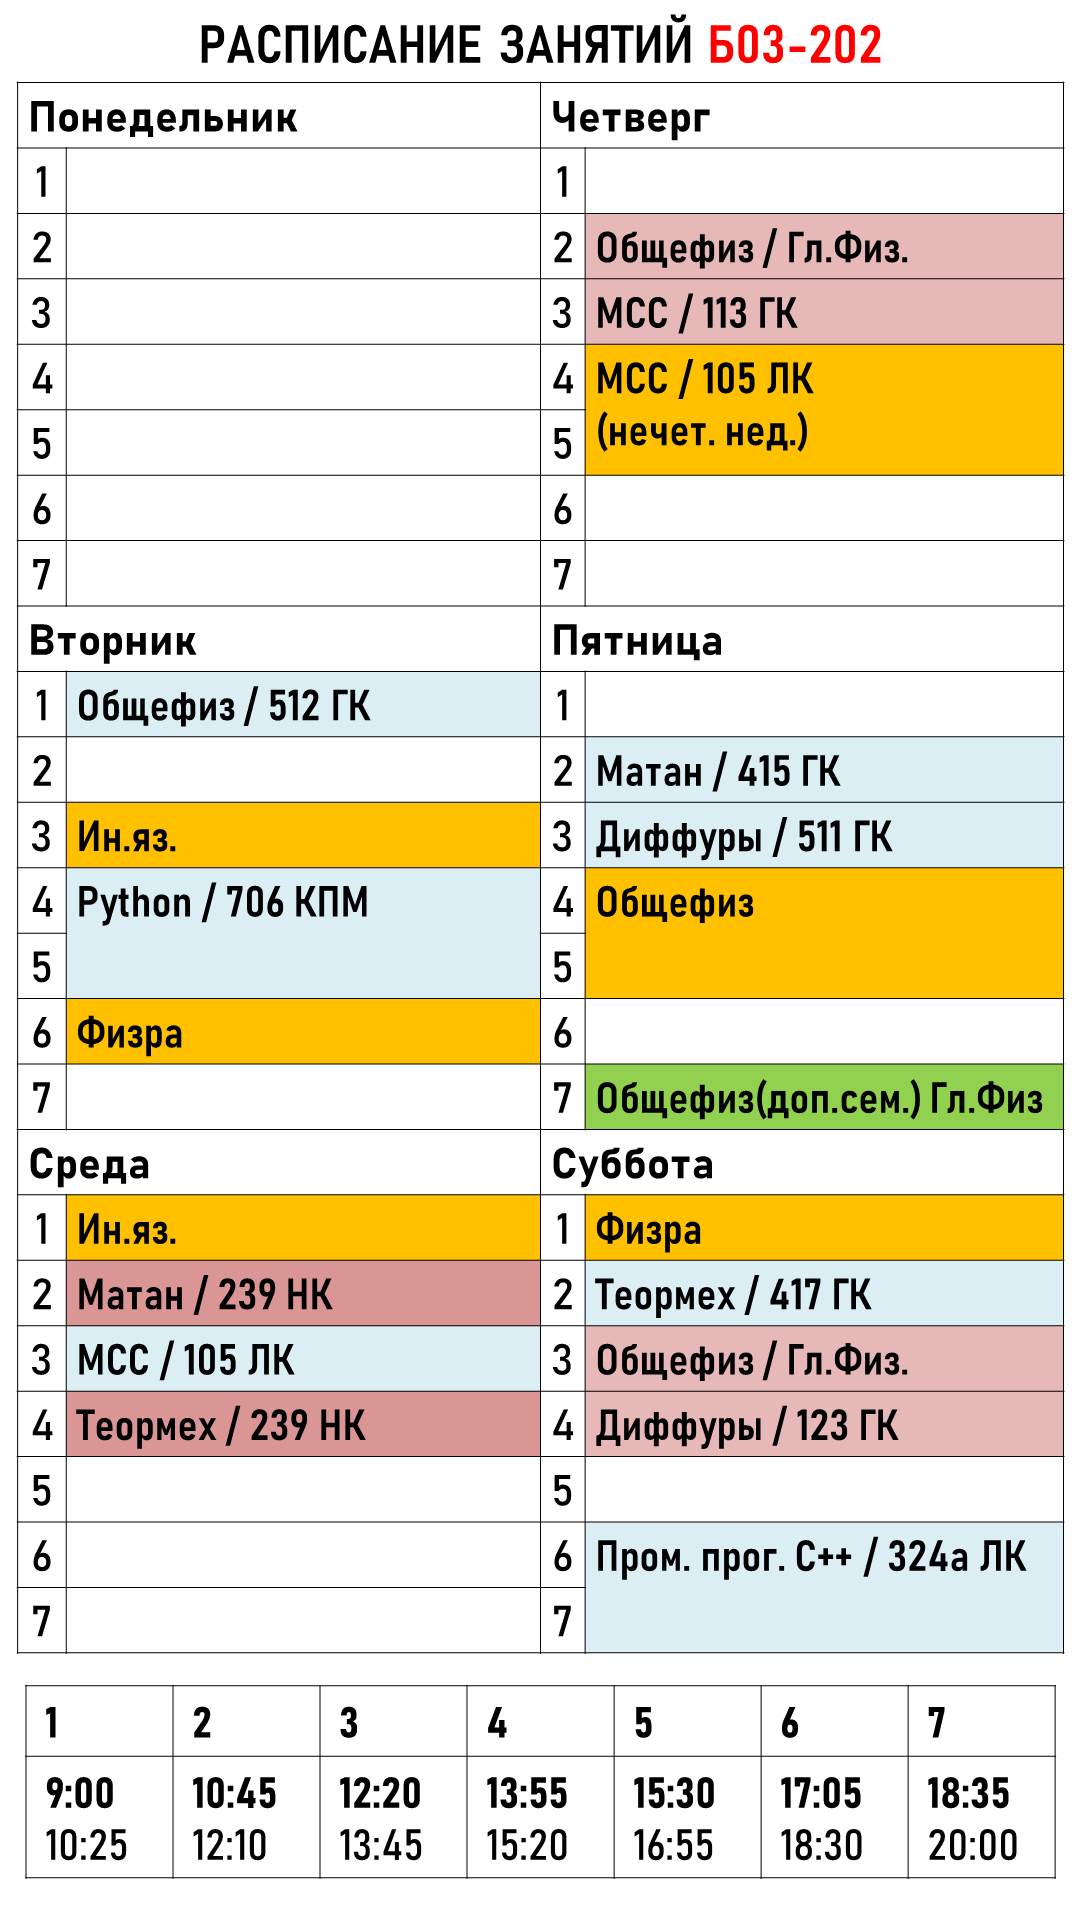 РАСПИСАНИЕ ЗАНЯТИЙ Б03-202
Понедельник
1
2
3
4
5
6
7
Вторник
1 Общефиз / 512 ГК
2
3 Ин.яз.
4 Python / 706 КПМ
5
6 Физра
7
Среда
1 Ин.яз.
2 Матан / 239 НК
3 МСС / 105 ЛК
4 Теормех / 239 НК
5
6
7
Четверг
1
2 Общефиз / Гл.Физ.
3 МСС / 113 ГК
4 МСС / 105 ЛК
(нечет. нед.)
5
6
7
Пятница
1
2 Матан / 415 ГК
3 Диффуры / 511 ГК
4 Общефиз
5
6
7 Общефиз(доп.сем.) Гл.Физ
Суббота
1 Физра
2 Теормех / 417 ГК
3 Общефиз / Гл.Физ.
4 Диффуры / 123 ГК
5
6 Пром. прог. С++ / 324а ЛК
7
1 2 3 4 5 6 7
9:00 10:45 12:20 13:55 15:30 17:05 18:35
10:25 12:10 13:45 15:20 16:55 18:30 20:00